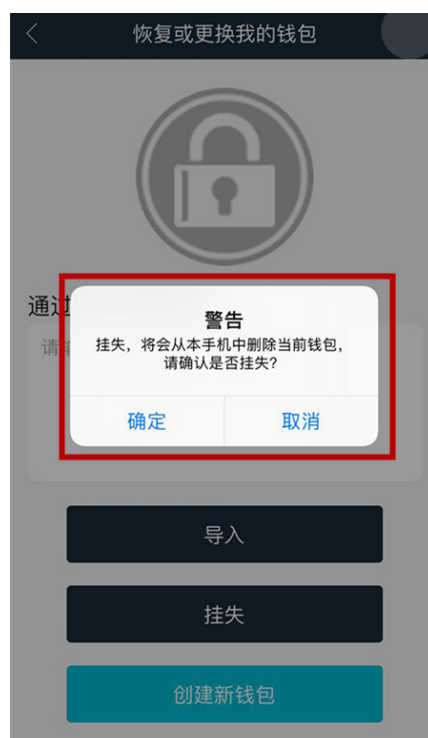 恢复或更换我的钱包
通过
请
警告
挂失，将会从本手机中删除当前钱包，
请确认是否挂失？
确定
取消
导入
挂失
创建新钱包